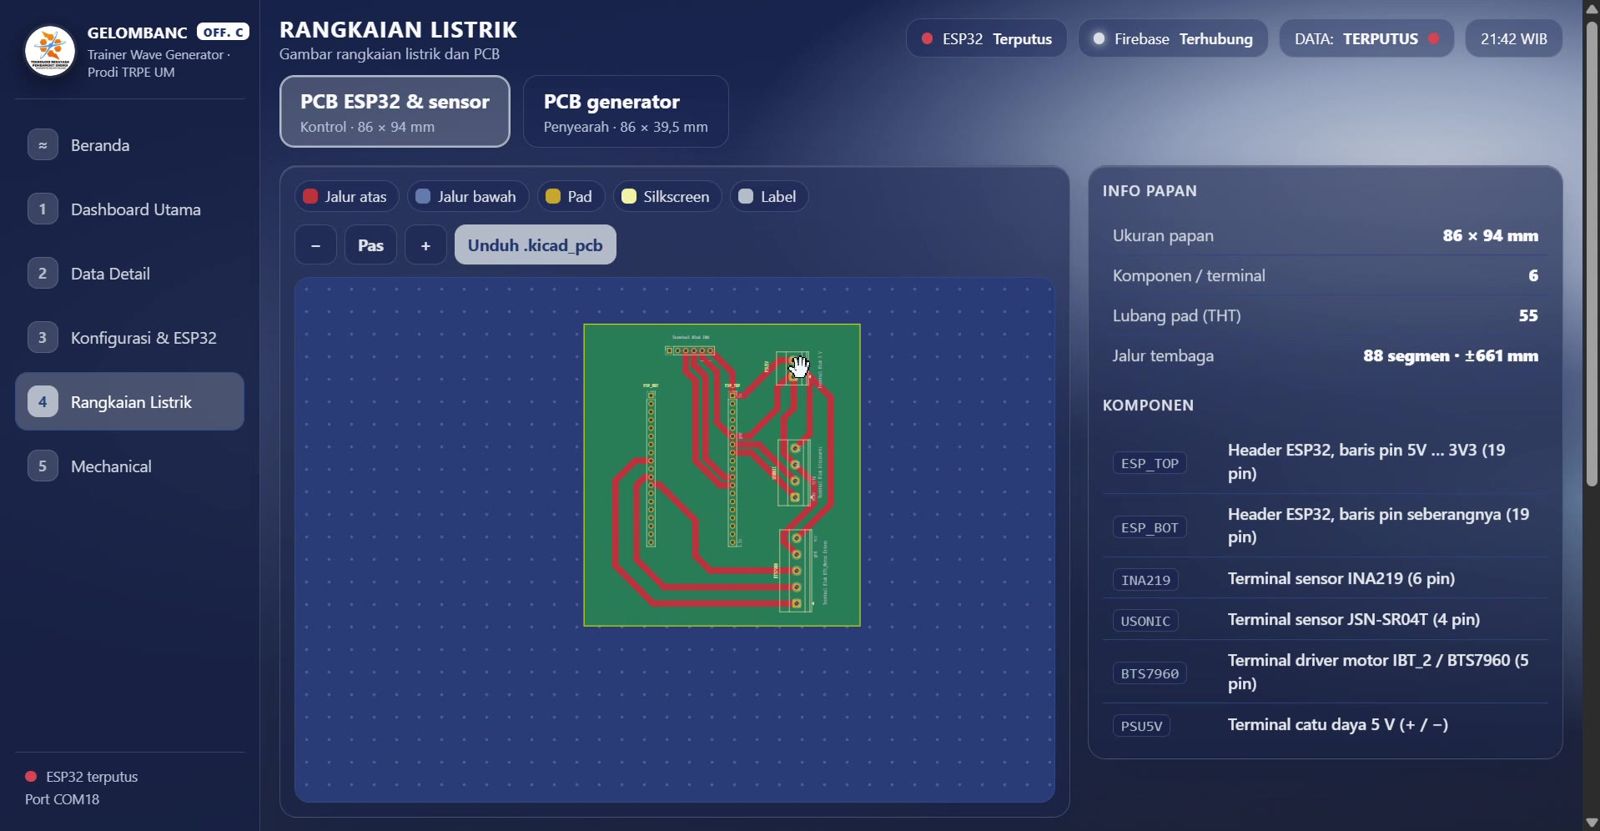 GELOMBANC OFF. C
Trainer Wave Generator ·
Prodi TRPE UM
≈ Beranda
1 Dashboard Utama
2 Data Detail
3 Konfigurasi & ESP32
4 Rangkaian Listrik
5 Mechanical
ESP32 terputus
Port COM18
RANGKAIAN LISTRIK
Gambar rangkaian listrik dan PCB
ESP32 Terputus
Firebase Terhubung
DATA: TERPUTUS
21:42 WIB
PCB ESP32 & sensor
Kontrol · 86 × 94 mm
PCB generator
Penyearah · 86 × 39,5 mm
Jalur atas
Jalur bawah
Pad
Silkscreen
Label
−
Pas
+
Unduh .kicad_pcb
INFO PAPAN
Ukuran papan 86 × 94 mm
Komponen / terminal 6
Lubang pad (THT) 55
Jalur tembaga 88 segmen · ±661 mm
KOMPONEN
ESP_TOP Header ESP32, baris pin 5V … 3V3 (19
pin)
ESP_BOT Header ESP32, baris pin seberangnya (19
pin)
INA219 Terminal sensor INA219 (6 pin)
USONIC Terminal sensor JSN-SR04T (4 pin)
BTS7960 Terminal driver motor IBT_2 / BTS7960 (5
pin)
PSU5V Terminal catu daya 5 V (+ / −)